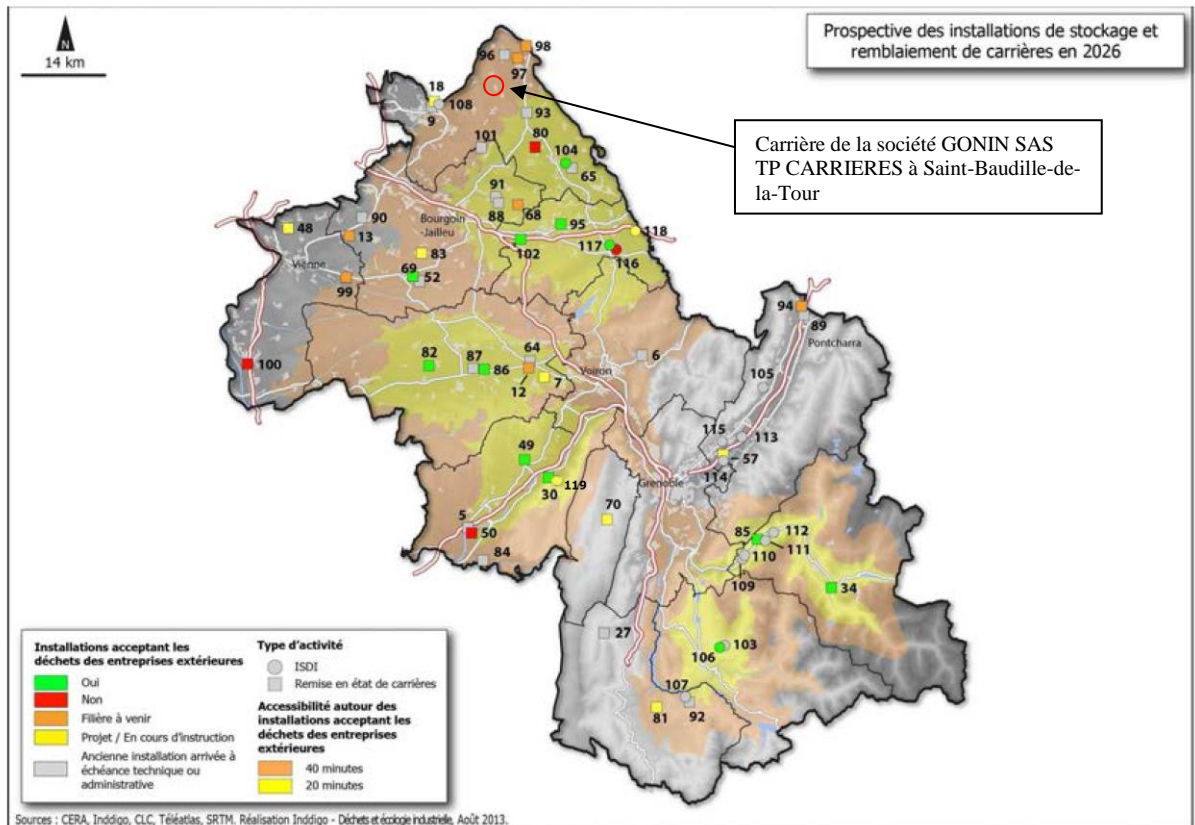 Prospective des installations de stockage et
remblaiement de carrières en 2026
N
14 km
98
96
97
18
108
9
93
Carrière de la société GONIN SAS
TP CARRIERES à Saint-Baudille-de-
la-Tour
101
80
104
65
91
88
68
90
Bourgoin
-Jailleu
95
118
48
13
117
102
116
Vienne
83
69
52
99
94
89
Pontcharra
64
6
82
87
86
100
12
7
Voiron
105
115
113
49
57
114
Grenoble
30
119
70
5
50
84
85
112
111
110
109
34
27
103
106
107
81
92
Installations acceptant les
déchets des entreprises extérieures
Oui
Non
Filière à venir
Projet / En cours d'instruction
Ancienne installation arrivée à
échéance technique ou
administrative
Type d'activité
ISDI
Remise en état de carrières
Accessibilité autour des
installations acceptant les
déchets des entreprises
extérieures
40 minutes
20 minutes
Sources : CERA, Inddigo, CLC, Téléatlas, SRTM. Réalisation Inddigo - Déchets et écologie industrielle, Août 2013.